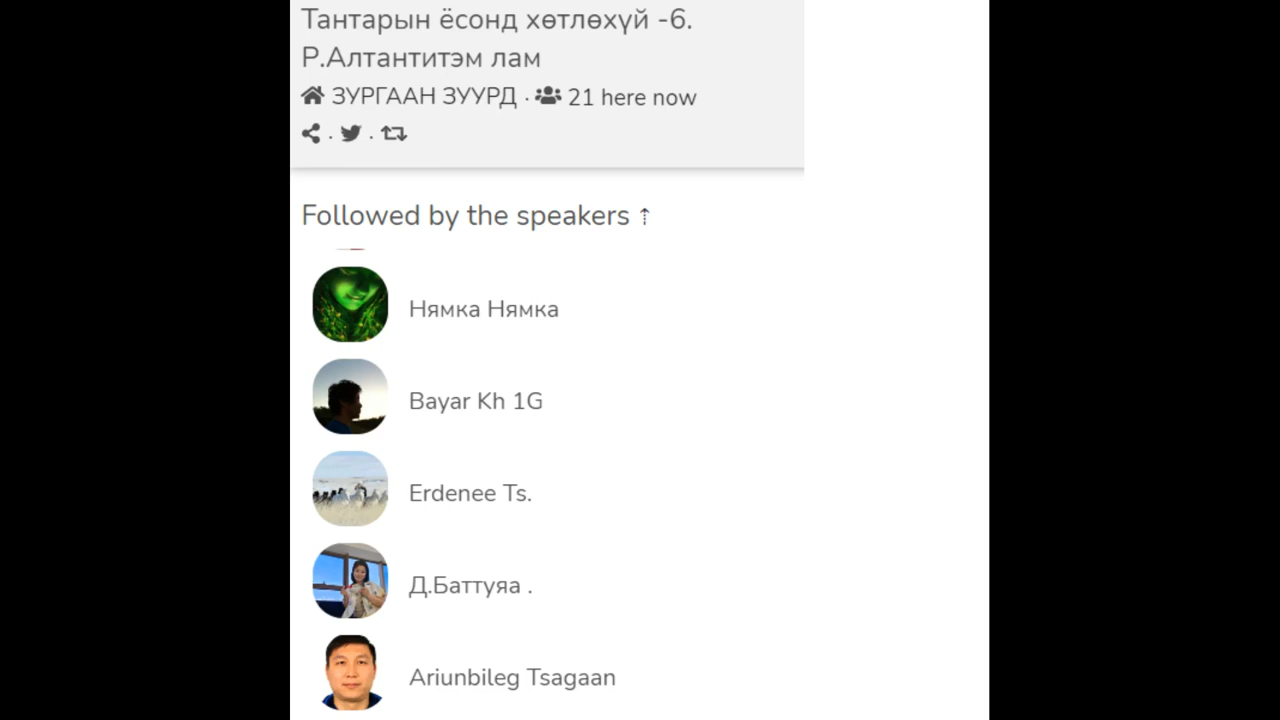 Тантарын ёсонд хөтлөхүй -6.
Р.Алтантитэм лам
ЗУРГААН ЗУУРД · 21 here now
Followed by the speakers ⇡
Нямка Нямка
Bayar Kh 1G
Erdenee Ts.
Д.Баттуяа .
Ariunbileg Tsagaan